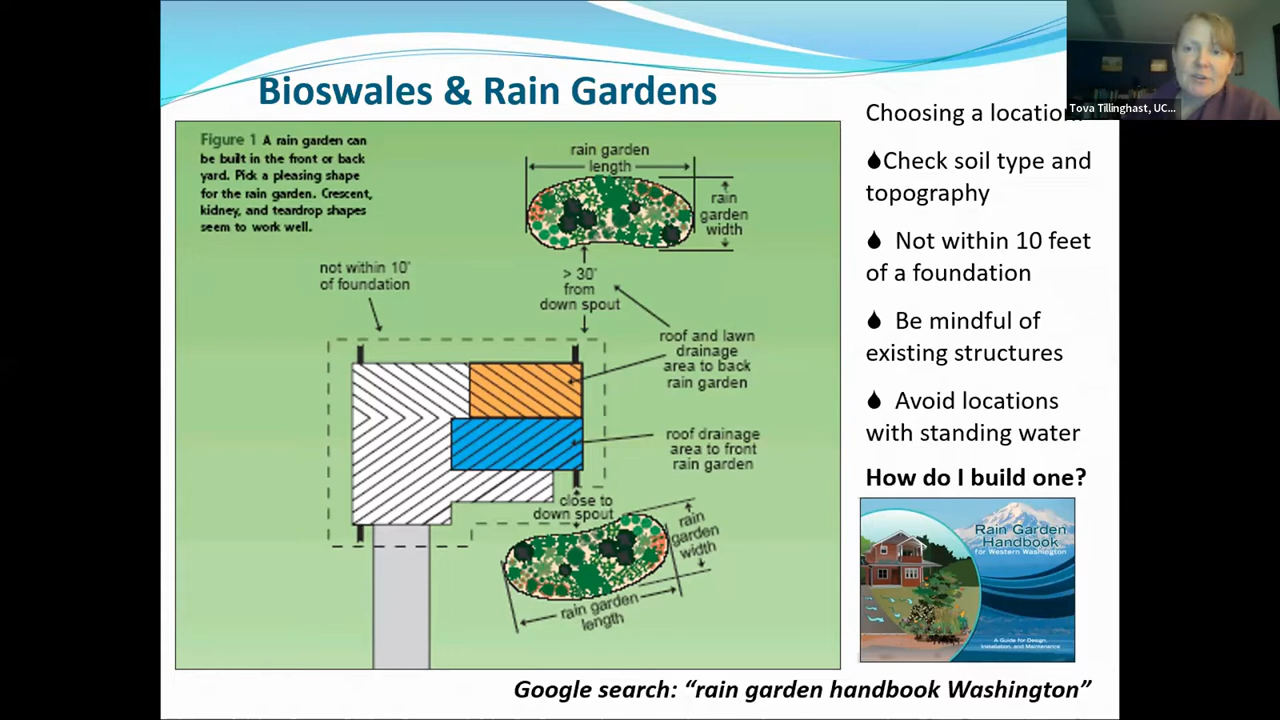 Bioswales & Rain Gardens
Tova Tillinghast, UC...
Figure 1 A rain garden can
be built in the front or back
yard. Pick a pleasing shape
for the rain garden. Crescent,
kidney, and teardrop shapes
seem to work well.
rain garden
length
rain
garden
width
not within 10'
of foundation
> 30'
from
down spout
roof and lawn
drainage
area to back
rain garden
roof drainage
area to front
rain garden
close to
down spout
rain
garden
width
rain garden
length
Choosing a location:
Check soil type and
topography
Not within 10 feet
of a foundation
Be mindful of
existing structures
Avoid locations
with standing water
How do I build one?
Rain Garden
Handbook
for Western Washington
A Guide for Design,
Installation, and Maintenance
Google search: “rain garden handbook Washington”